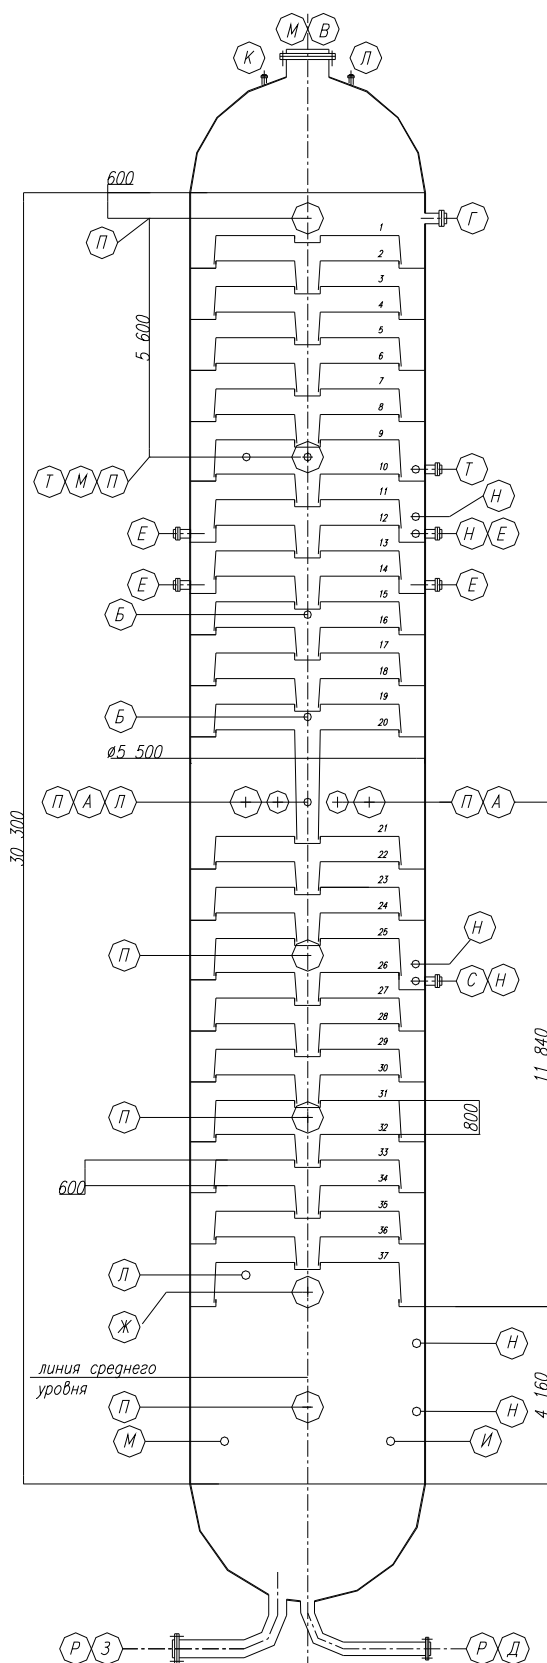 М В
К Л
600
Г
П
1
2
3
4
5
5 600
6
7
8
9
Т М П
10 Т
11 Н
12
Е Н Е
13
14
Е Е
15
Б
16
17
18
19
Б
20
ø5 500
П А Л П А
30 300
21
22
23
24
25
Н
П
26
С Н
27
28
29
11 840
30
31
П 800
32
33
600
34
35
36
37
Л
Ж
Н
линия среднего
уровня
4 160
П Н
М И
Р З Р Д